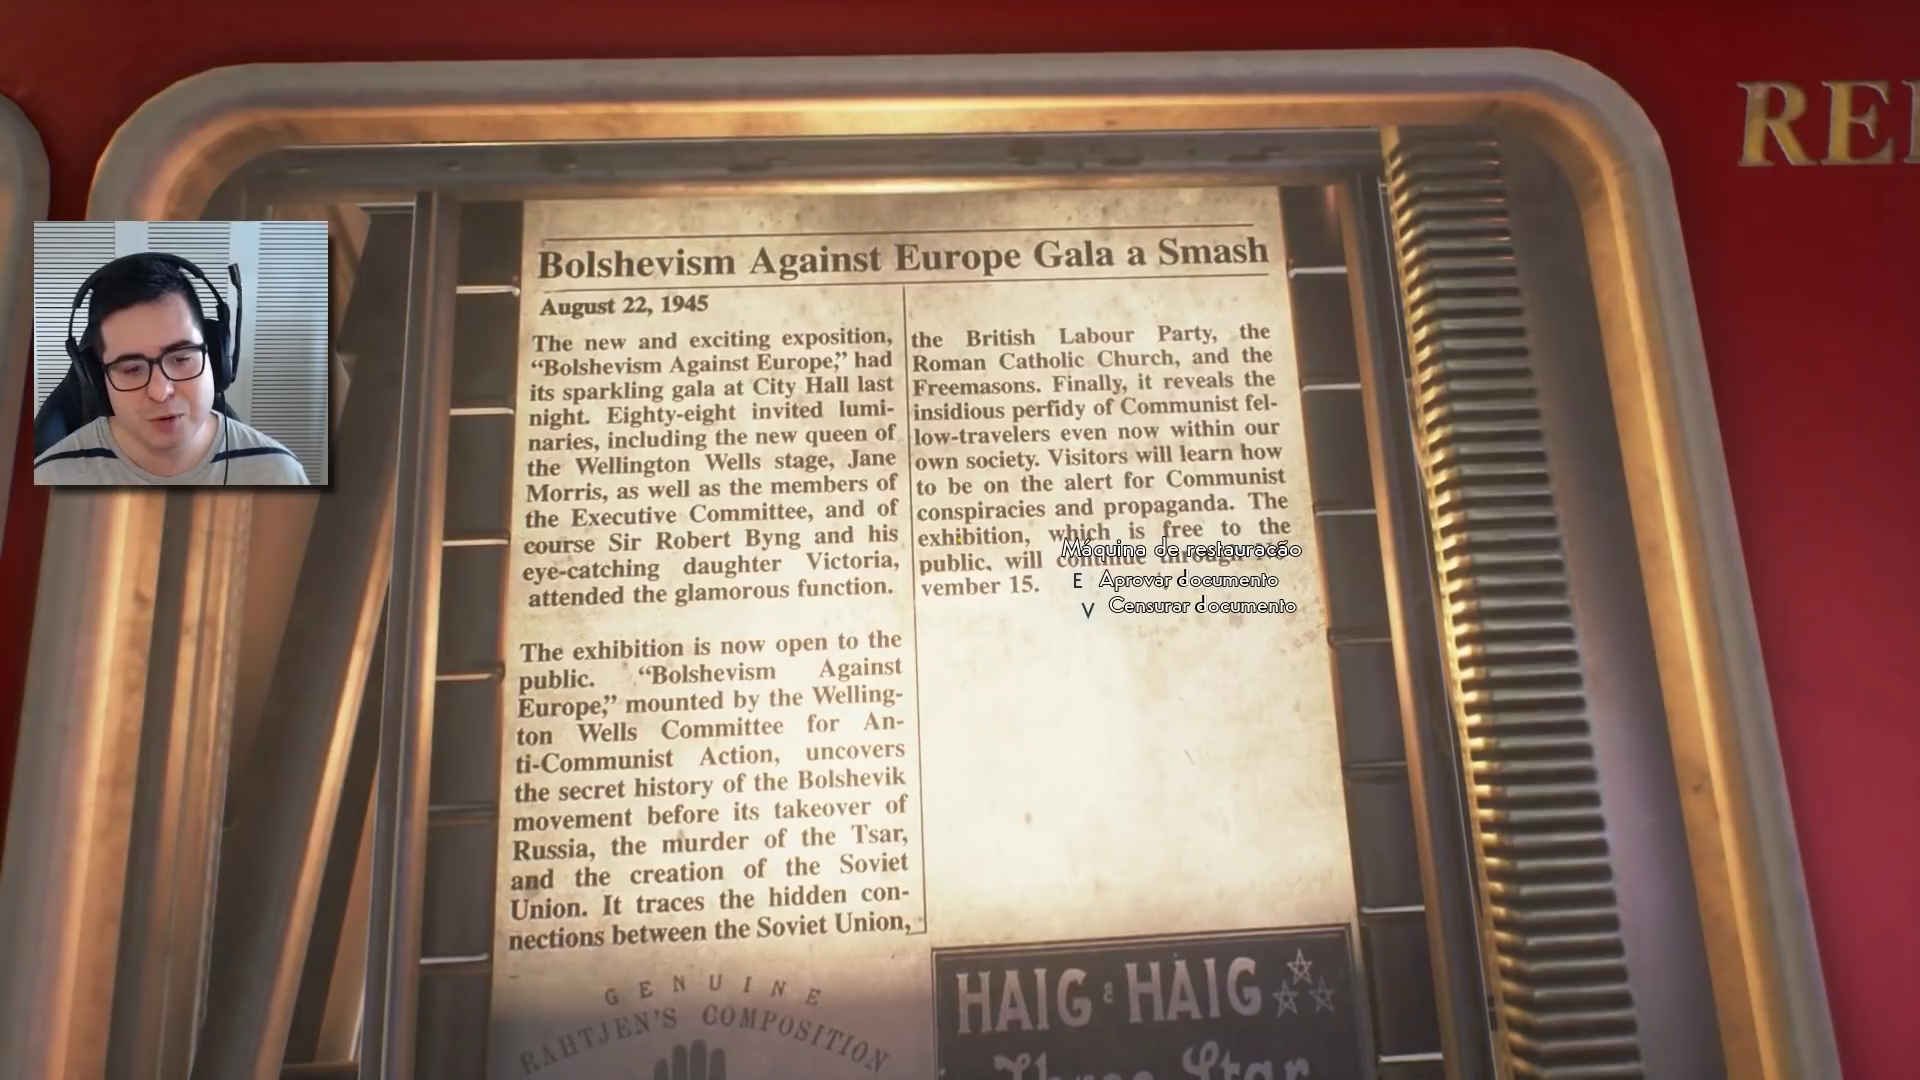 RE
Bolshevism Against Europe Gala a Smash
August 22, 1945
The new and exciting exposition,
“Bolshevism Against Europe,” had
its sparkling gala at City Hall last
night. Eighty-eight invited lumi-
naries, including the new queen of
the Wellington Wells stage, Jane
Morris, as well as the members of
the Executive Committee, and of
course Sir Robert Byng and his
eye-catching daughter Victoria,
attended the glamorous function.
The exhibition is now open to the
public. “Bolshevism Against
Europe,” mounted by the Welling-
ton Wells Committee for An-
ti-Communist Action, uncovers
the secret history of the Bolshevik
movement before its takeover of
Russia, the murder of the Tsar,
and the creation of the Soviet
Union. It traces the hidden con-
nections between the Soviet Union,
the British Labour Party, the
Roman Catholic Church, and the
Freemasons. Finally, it reveals the
insidious perfidy of Communist fel-
low-travelers even now within our
own society. Visitors will learn how
to be on the alert for Communist
conspiracies and propaganda. The
exhibition, which is free to the
public, will continue through No-
vember 15.
Máquina de restauração
E Aprovar documento
V Censurar documento
GENUINE
RAHTJEN'S COMPOSITION
HAIG & HAIG
Three Star